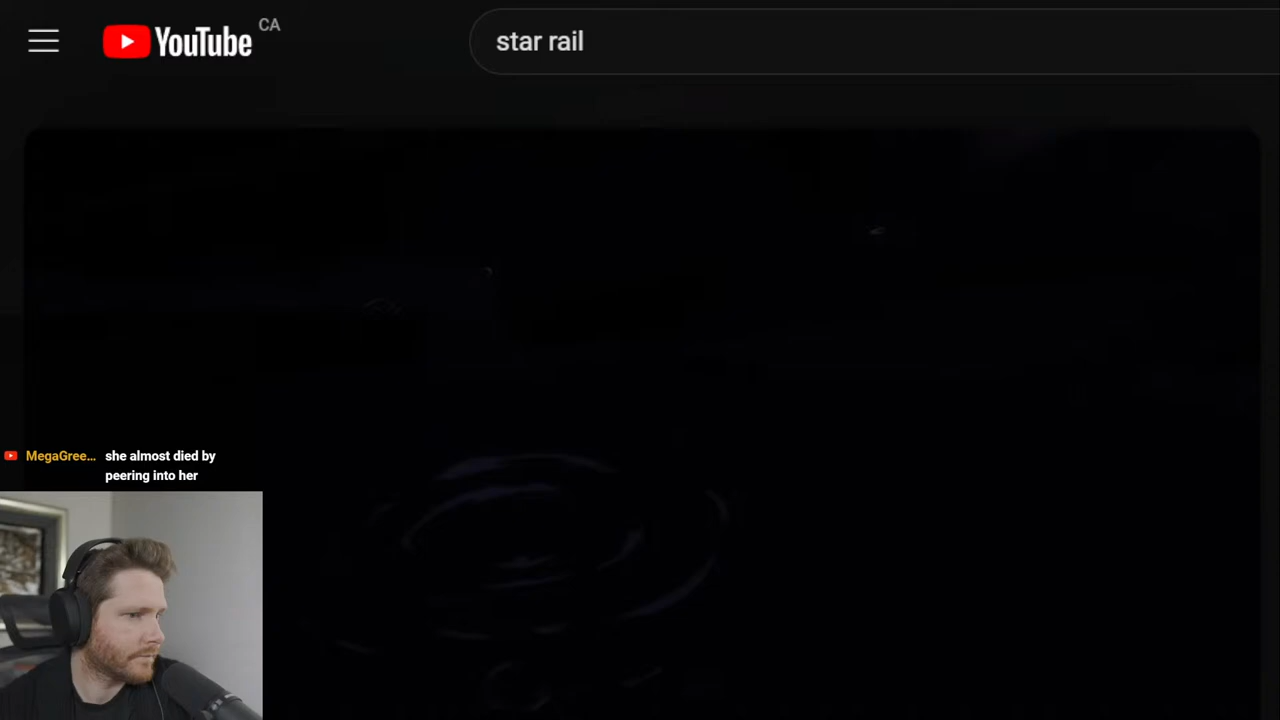 YouTube CA
star rail
MegaGree... she almost died by
peering into her